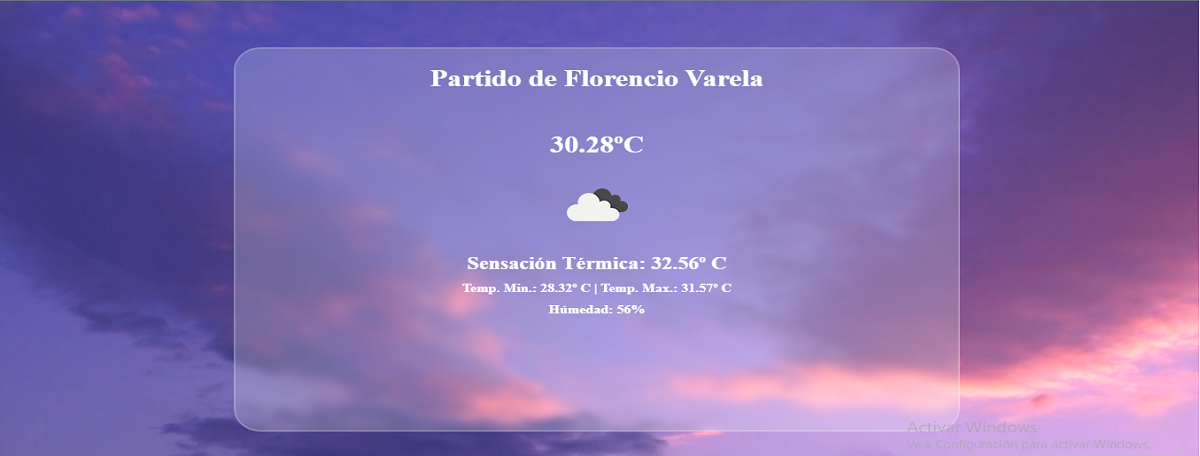 Partido de Florencio Varela
30.28ºC
Sensación Térmica: 32.56º C
Temp. Min.: 28.32º C | Temp. Max.: 31.57º C
Húmedad: 56%
Activar Windows
Ve a Configuración para activar Windows.